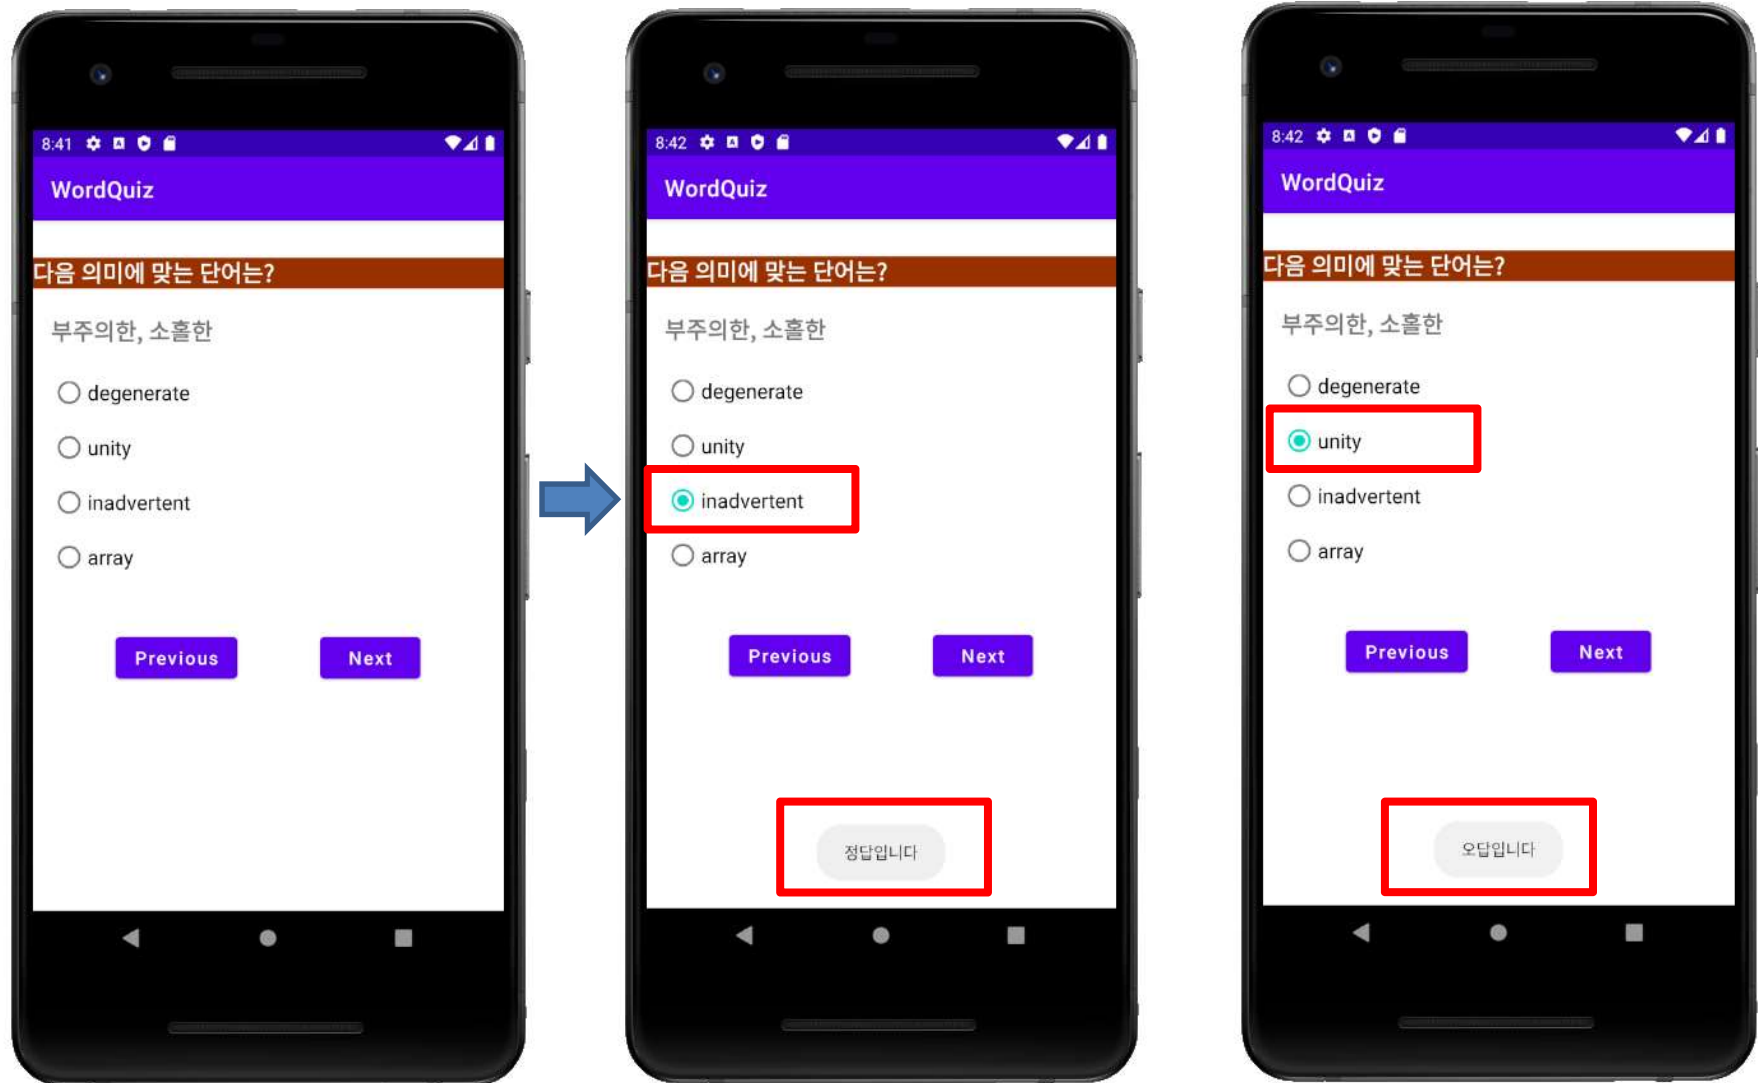 8:41
WordQuiz
다음 의미에 맞는 단어는?
부주의한, 소홀한
degenerate
unity
inadvertent
array
Previous Next
8:42
WordQuiz
다음 의미에 맞는 단어는?
부주의한, 소홀한
degenerate
unity
inadvertent
array
Previous Next
정답입니다
8:42
WordQuiz
다음 의미에 맞는 단어는?
부주의한, 소홀한
degenerate
unity
inadvertent
array
Previous Next
오답입니다